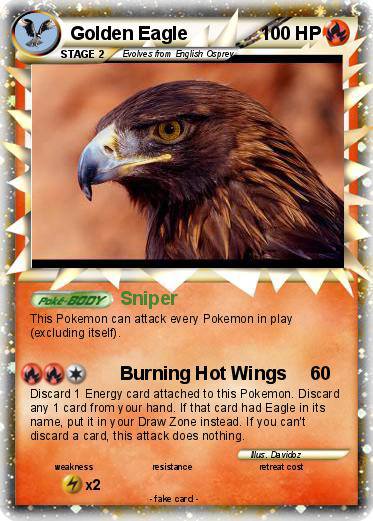 Golden Eagle 100 HP
STAGE 2 Evolves from English Osprey
Poké-BODY Sniper
This Pokemon can attack every Pokemon in play
(excluding itself).
Burning Hot Wings 60
Discard 1 Energy card attached to this Pokemon. Discard
any 1 card from your hand. If that card had Eagle in its
name, put it in your Draw Zone instead. If you can't
discard a card, this attack does nothing.
Illus. Davidoz
weakness resistance retreat cost
x2
- fake card -